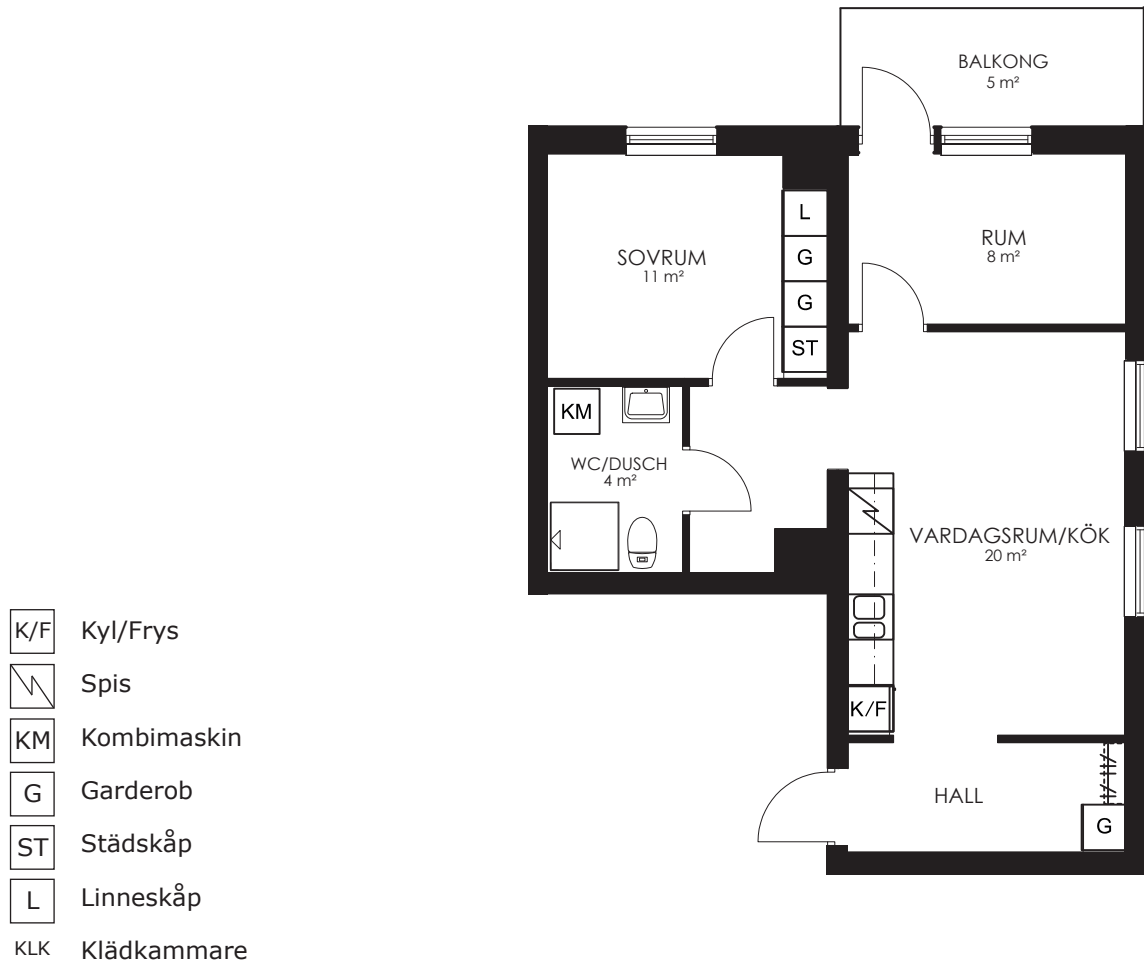 BALKONG
5 m²
SOVRUM
11 m²
L
G
G
ST
RUM
8 m²
KM
WC/DUSCH
4 m²
VARDAGSRUM/KÖK
20 m²
K/F
HALL
G
K/F Kyl/Frys
Spis
KM Kombimaskin
G Garderob
ST Städskåp
L Linneskåp
KLK Klädkammare